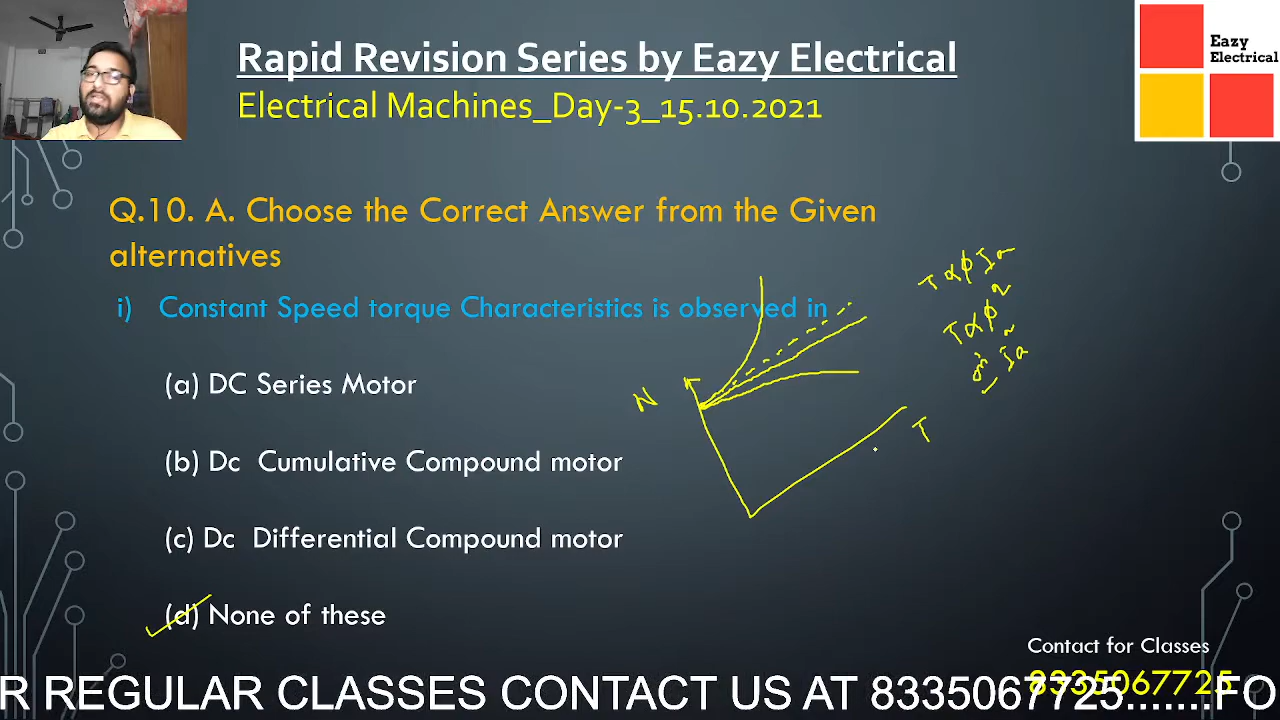 Rapid Revision Series by Eazy Electrical
Electrical Machines_Day-3_15.10.2021
Eazy
Electrical
Q.10. A. Choose the Correct Answer from the Given
alternatives
i) Constant Speed torque Characteristics is observed in
(a) DC Series Motor
(b) Dc Cumulative Compound motor
(c) Dc Differential Compound motor
(d) None of these
N
T
T α φ Ia
T α φ
Ia
Contact for Classes
8335067725
R REGULAR CLASSES CONTACT US AT 8335067725.......FO